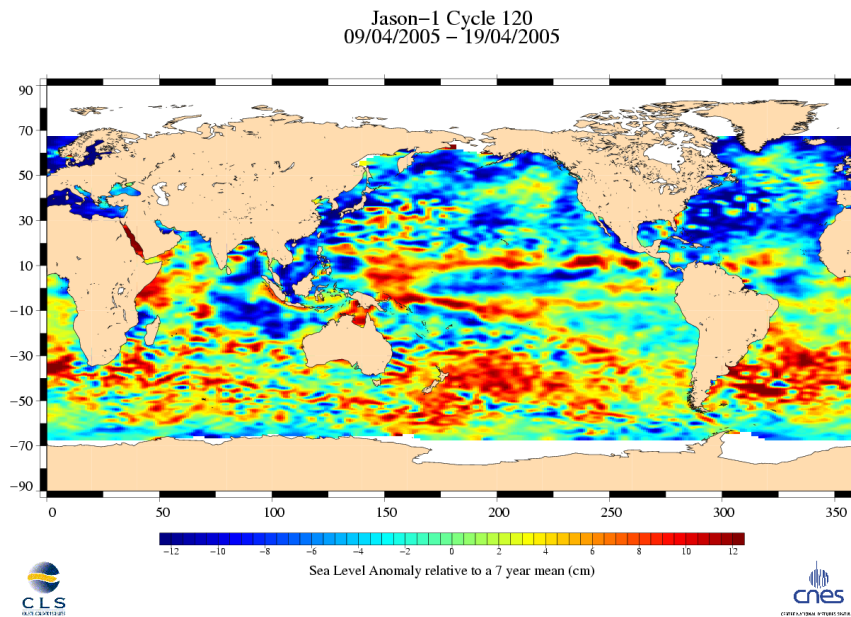 Jason-1 Cycle 120
09/04/2005 - 19/04/2005
90
70
50
30
10
-10
-30
-50
-70
-90
0 50 100 150 200 250 300 350
-12 -10 -8 -6 -4 -2 0 2 4 6 8 10 12
Sea Level Anomaly relative to a 7 year mean (cm)
CLS
cnes